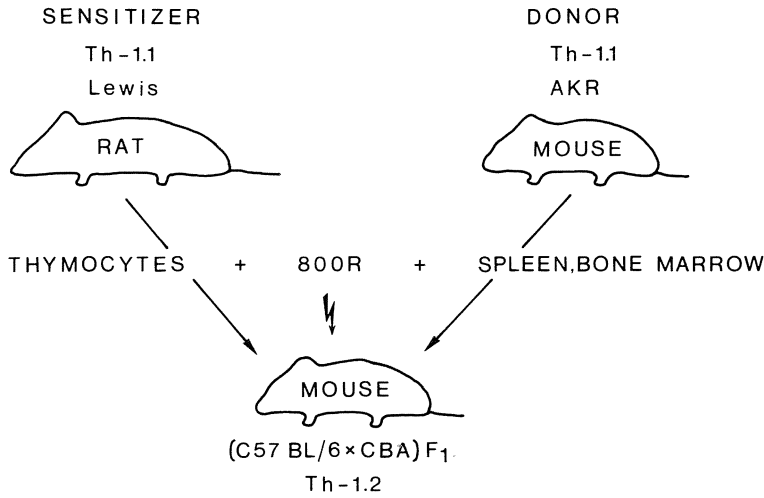 SENSITIZER
Th-1.1
Lewis
RAT
DONOR
Th-1.1
AKR
MOUSE
THYMOCYTES + 800R + SPLEEN,BONE MARROW
MOUSE
(C57 BL/6×CBA)F1
Th-1.2